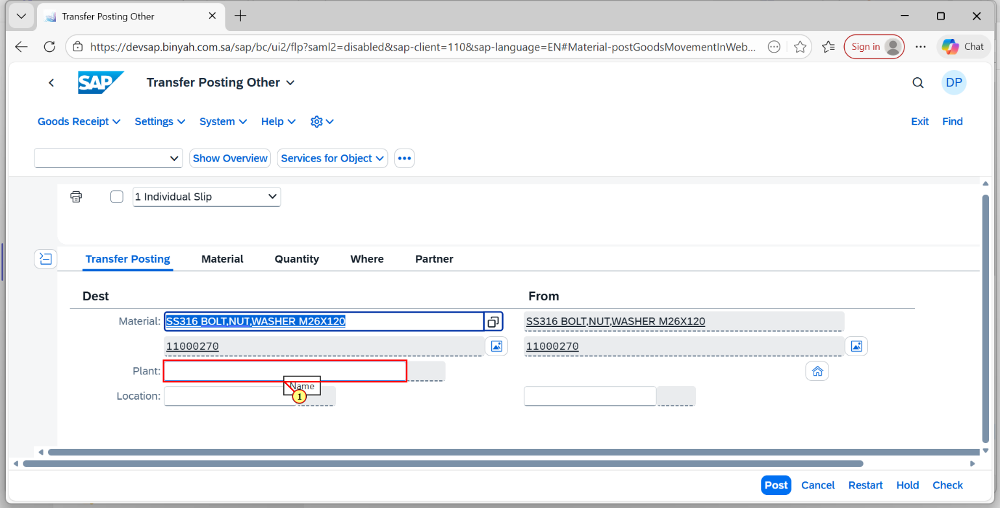 Transfer Posting Other
https://devsap.binyah.com.sa/sap/bc/ui2/flp?saml2=disabled&sap-client=110&sap-language=EN#Material-postGoodsMovementInWeb...
Sign in
Chat
SAP
Transfer Posting Other
DP
Goods Receipt
Settings
System
Help
Exit
Find
Show Overview
Services for Object
1 Individual Slip
Transfer Posting
Material
Quantity
Where
Partner
Dest
From
Material:
SS316 BOLT,NUT,WASHER M26X120
SS316 BOLT,NUT,WASHER M26X120
11000270
11000270
Plant:
Name
1
Location:
Post
Cancel
Restart
Hold
Check